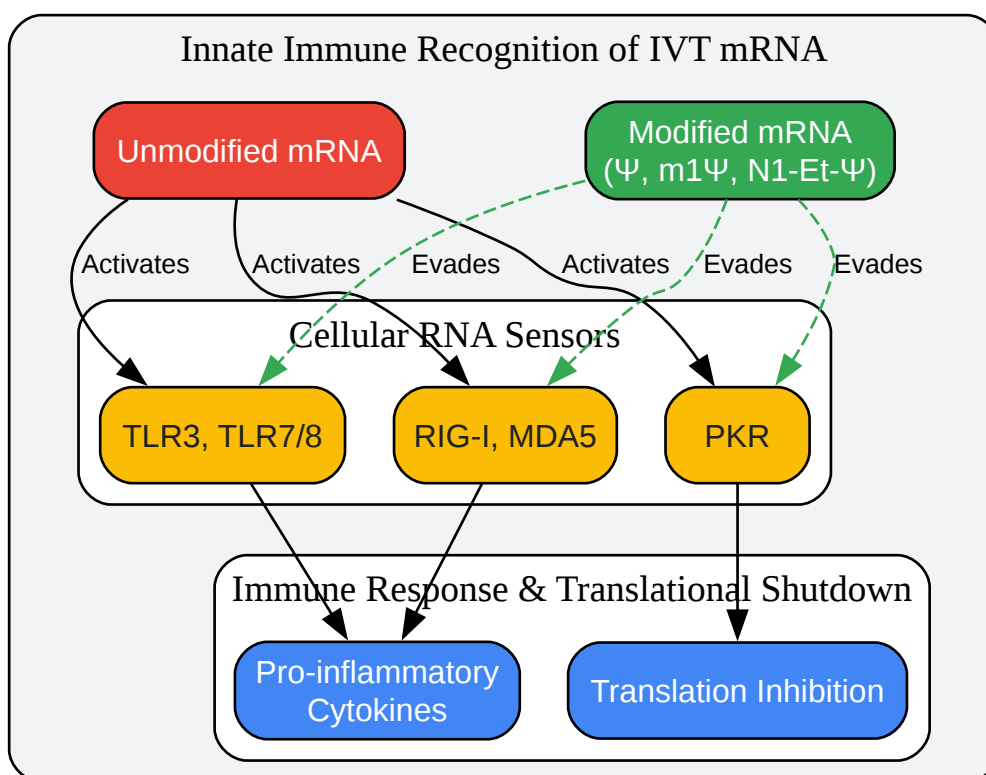 Innate Immune Recognition of IVT mRNA
Unmodified mRNA
Modified mRNA
(Ψ, m1Ψ, N1-Et-Ψ)
Activates
Activates
Evades
Activates
Evades
Evades
Cellular RNA Sensors
TLR3, TLR7/8
RIG-I, MDA5
PKR
Immune Response & Translational Shutdown
Pro-inflammatory
Cytokines
Translation Inhibition